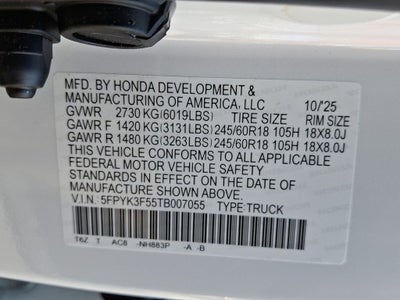 MFD. BY HONDA DEVELOPMENT &
MANUFACTURING OF AMERICA, LLC 10/'25
GVWR 2730 KG(6019LBS) TIRE SIZE RIM SIZE
GAWR F 1420 KG(3131LBS) 245/60R18 105H 18X8.0J
GAWR R 1480 KG(3263LBS) 245/60R18 105H 18X8.0J
THIS VEHICLE CONFORMS TO ALL APPLICABLE
FEDERAL MOTOR VEHICLE SAFETY
STANDARDS IN EFFECT ON THE DATE OF
MANUFACTURE SHOWN ABOVE.
V.I.N.: 5FPYK3F55TB007055 TYPE:TRUCK
T6Z T AC8 -NH883P -A -B